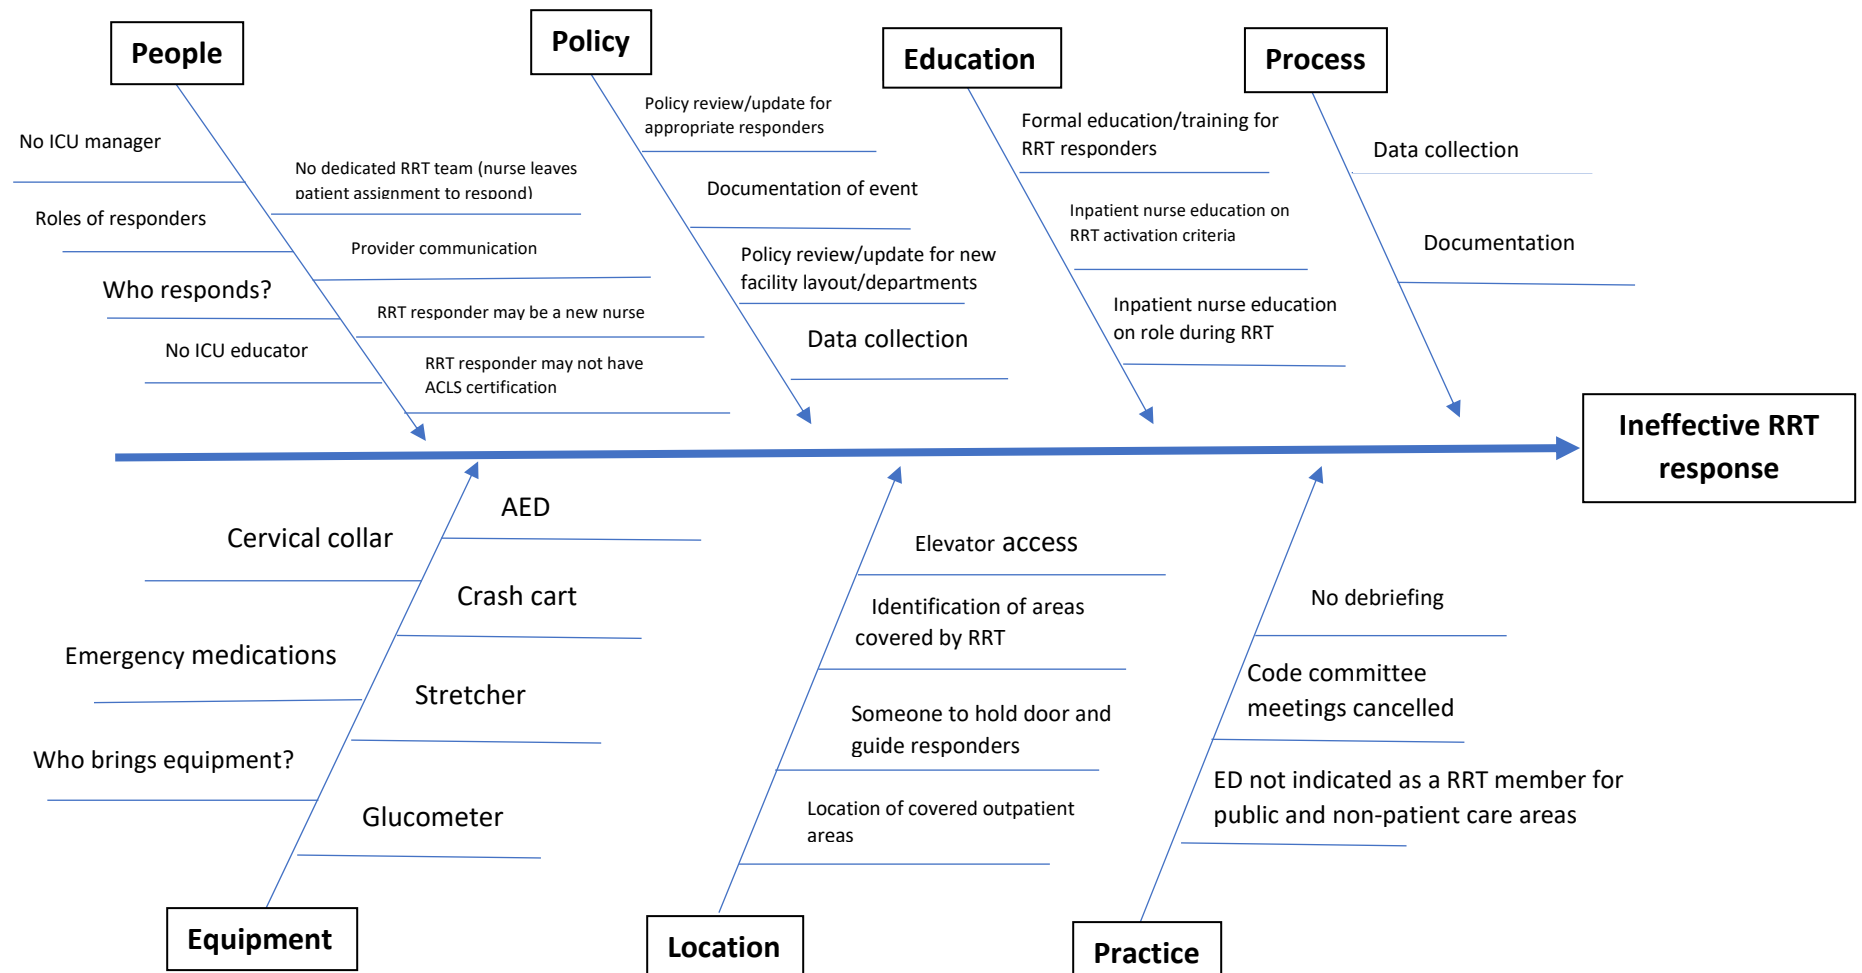 People
Policy
Education
Process
No ICU manager
Roles of responders
Who responds?
No ICU educator
No dedicated RRT team (nurse leaves
patient assignment to respond)
Provider communication
RRT responder may be a new nurse
RRT responder may not have
ACLS certification
Policy review/update for
appropriate responders
Documentation of event
Policy review/update for new
facility layout/departments
Data collection
Formal education/training for
RRT responders
Inpatient nurse education on
RRT activation criteria
Inpatient nurse education
on role during RRT
Data collection
Documentation
Ineffective RRT
response
Cervical collar
Emergency medications
Who brings equipment?
AED
Crash cart
Stretcher
Glucometer
Elevator access
Identification of areas
covered by RRT
Someone to hold door and
guide responders
Location of covered outpatient
areas
No debriefing
Code committee
meetings cancelled
ED not indicated as a RRT member for
public and non-patient care areas
Equipment
Location
Practice